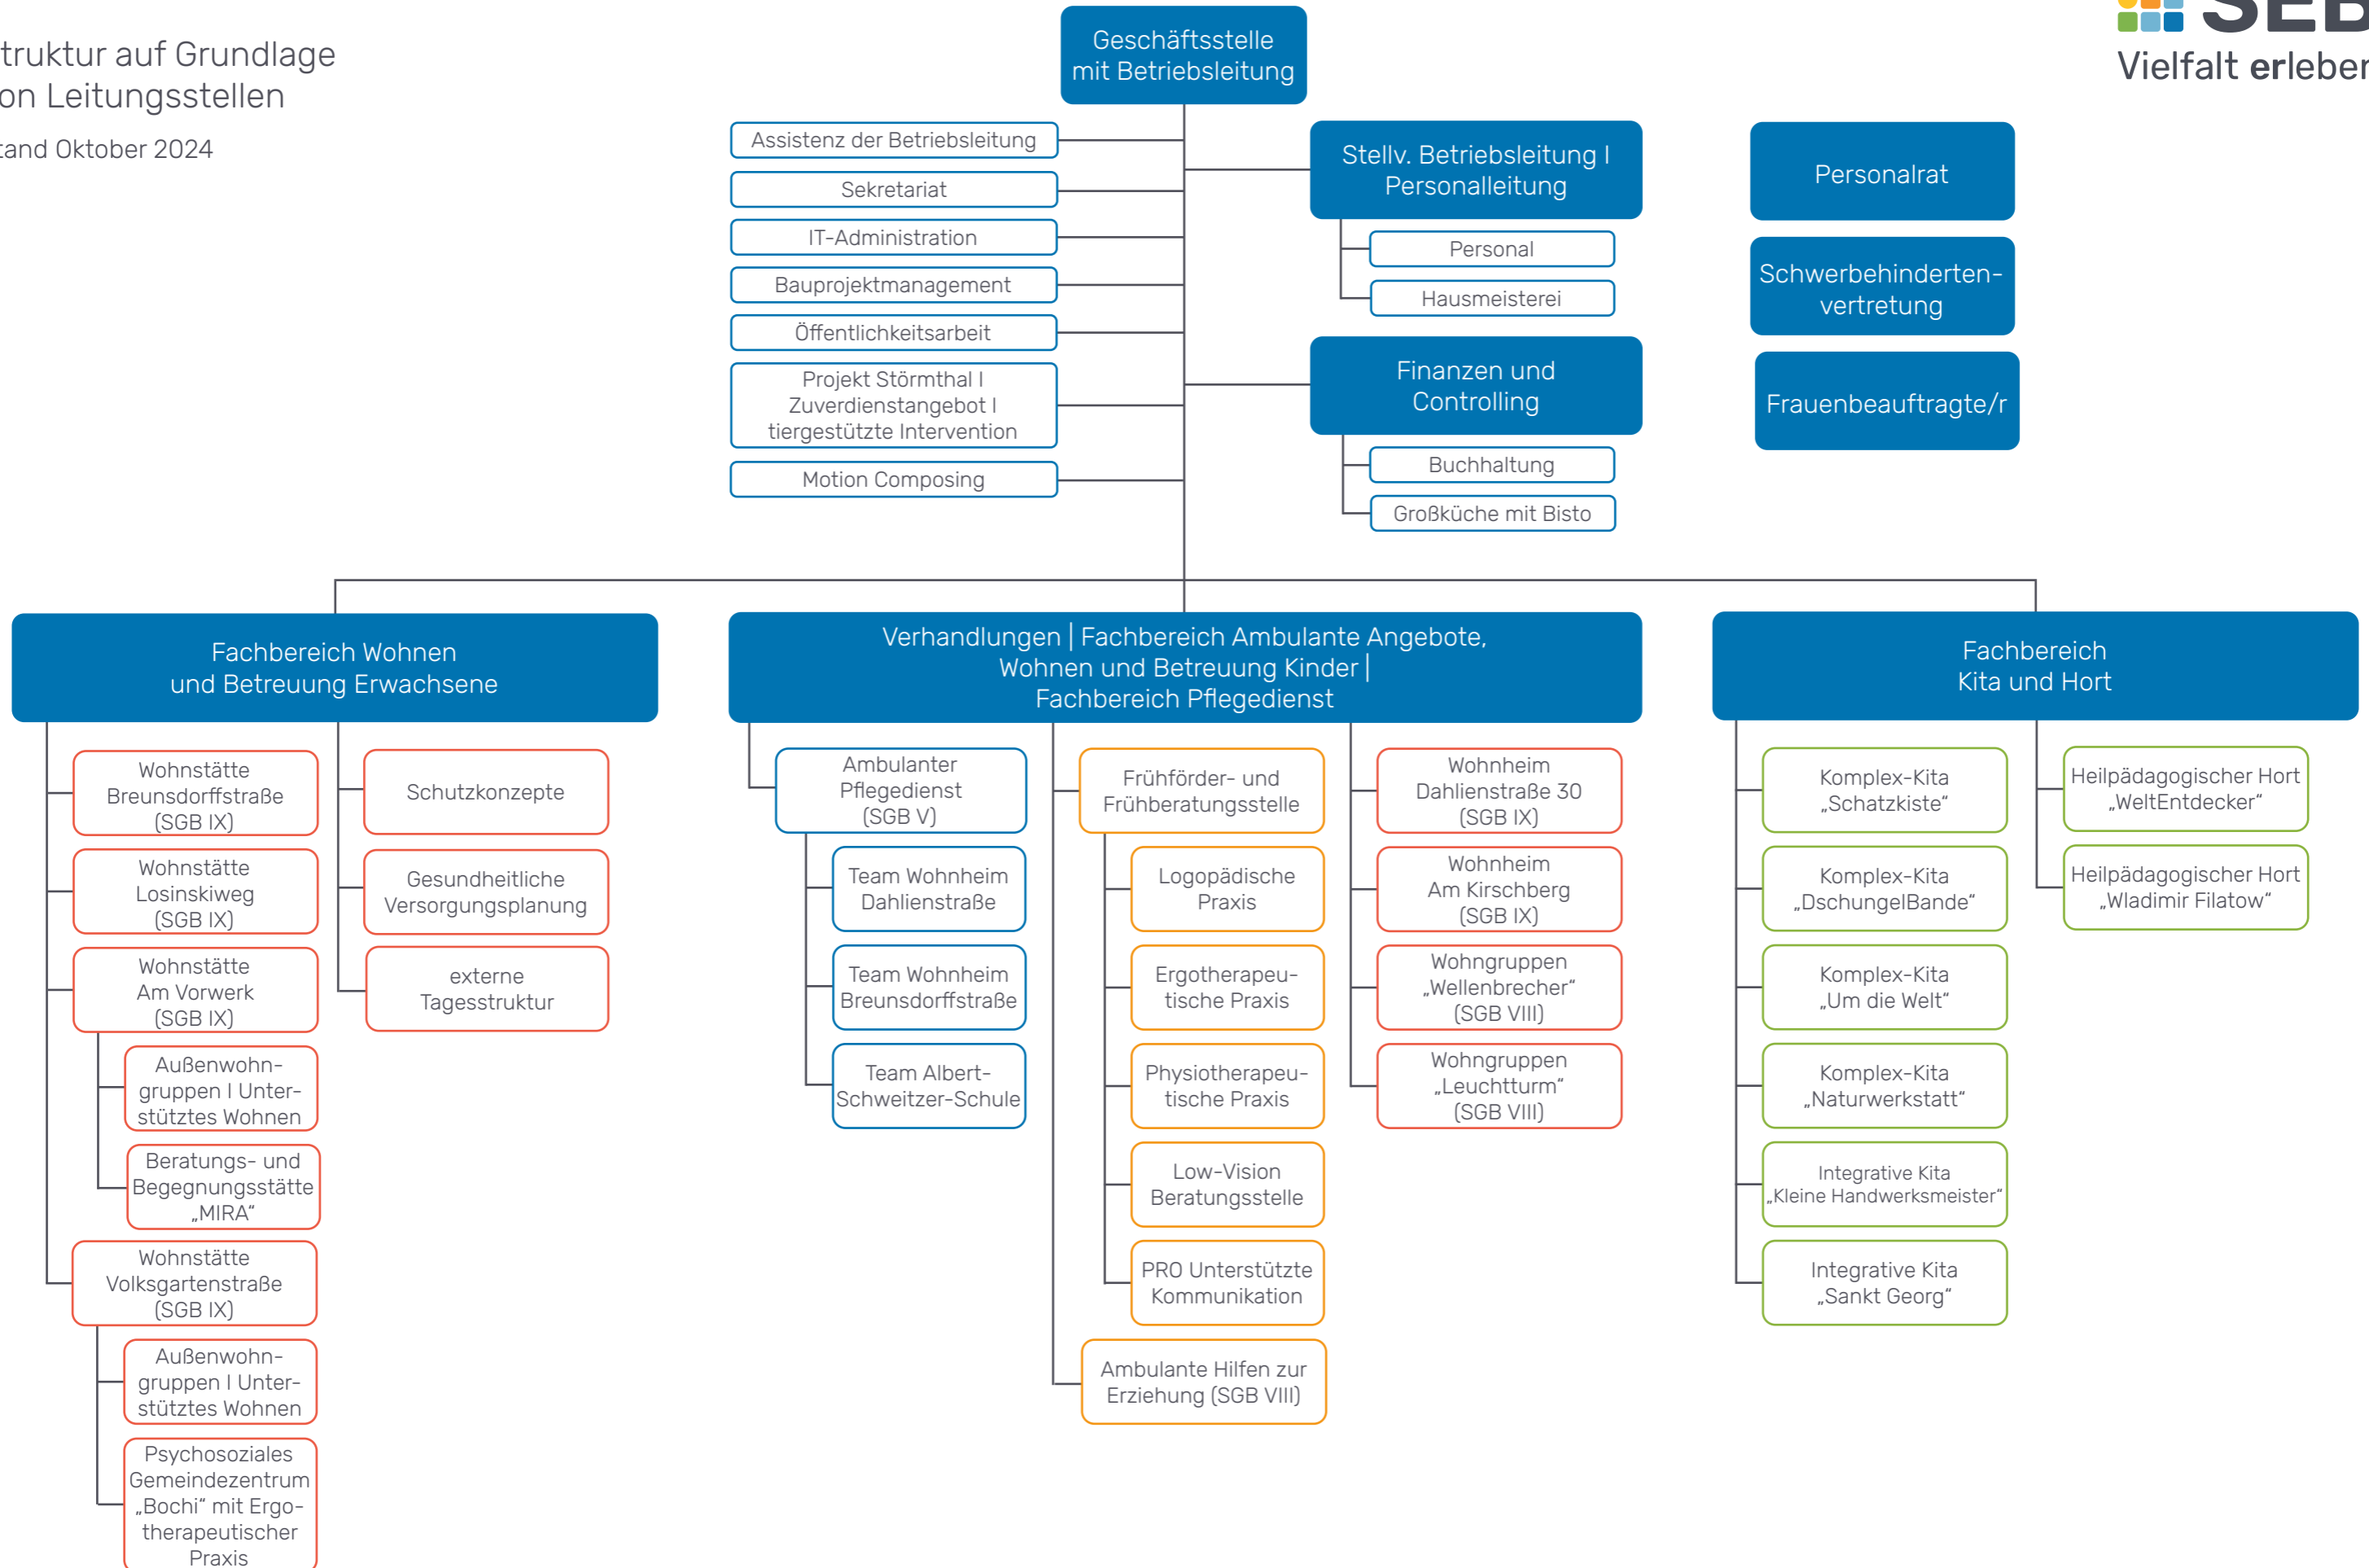 truktur auf Grundlage
on Leitungsstellen
tand Oktober 2024
SEB
Vielfalt erleben
Geschäftsstelle
mit Betriebsleitung
Assistenz der Betriebsleitung
Sekretariat
IT-Administration
Bauprojektmanagement
Öffentlichkeitsarbeit
Projekt Störmthal I
Zuverdienstangebot I
tiergestützte Intervention
Motion Composing
Stellv. Betriebsleitung I
Personalleitung
Personal
Hausmeisterei
Finanzen und
Controlling
Buchhaltung
Großküche mit Bisto
Personalrat
Schwerbehinderten-
vertretung
Frauenbeauftragte/r
Fachbereich Wohnen
und Betreuung Erwachsene
Wohnstätte
Breunsdorffstraße
(SGB IX)
Wohnstätte
Losinskiweg
(SGB IX)
Wohnstätte
Am Vorwerk
(SGB IX)
Außenwohn-
gruppen I Unter-
stütztes Wohnen
Beratungs- und
Begegnungsstätte
„MIRA“
Wohnstätte
Volksgartenstraße
(SGB IX)
Außenwohn-
gruppen I Unter-
stütztes Wohnen
Psychosoziales
Gemeindezentrum
„Bochi“ mit Ergo-
therapeutischer
Praxis
Schutzkonzepte
Gesundheitliche
Versorgungsplanung
externe
Tagesstruktur
Verhandlungen | Fachbereich Ambulante Angebote,
Wohnen und Betreuung Kinder |
Fachbereich Pflegedienst
Ambulanter
Pflegedienst
(SGB V)
Team Wohnheim
Dahlienstraße
Team Wohnheim
Breunsdorffstraße
Team Albert-
Schweitzer-Schule
Frühförder- und
Frühberatungsstelle
Logopädische
Praxis
Ergotherapeu-
tische Praxis
Physiotherapeu-
tische Praxis
Low-Vision
Beratungsstelle
PRO Unterstützte
Kommunikation
Ambulante Hilfen zur
Erziehung (SGB VIII)
Wohnheim
Dahlienstraße 30
(SGB IX)
Wohnheim
Am Kirschberg
(SGB IX)
Wohngruppen
„Wellenbrecher“
(SGB VIII)
Wohngruppen
„Leuchtturm“
(SGB VIII)
Fachbereich
Kita und Hort
Komplex-Kita
„Schatzkiste“
Komplex-Kita
„DschungelBande“
Komplex-Kita
„Um die Welt“
Komplex-Kita
„Naturwerkstatt“
Integrative Kita
„Kleine Handwerksmeister“
Integrative Kita
„Sankt Georg“
Heilpädagogischer Hort
„WeltEntdecker“
Heilpädagogischer Hort
„Wladimir Filatow“